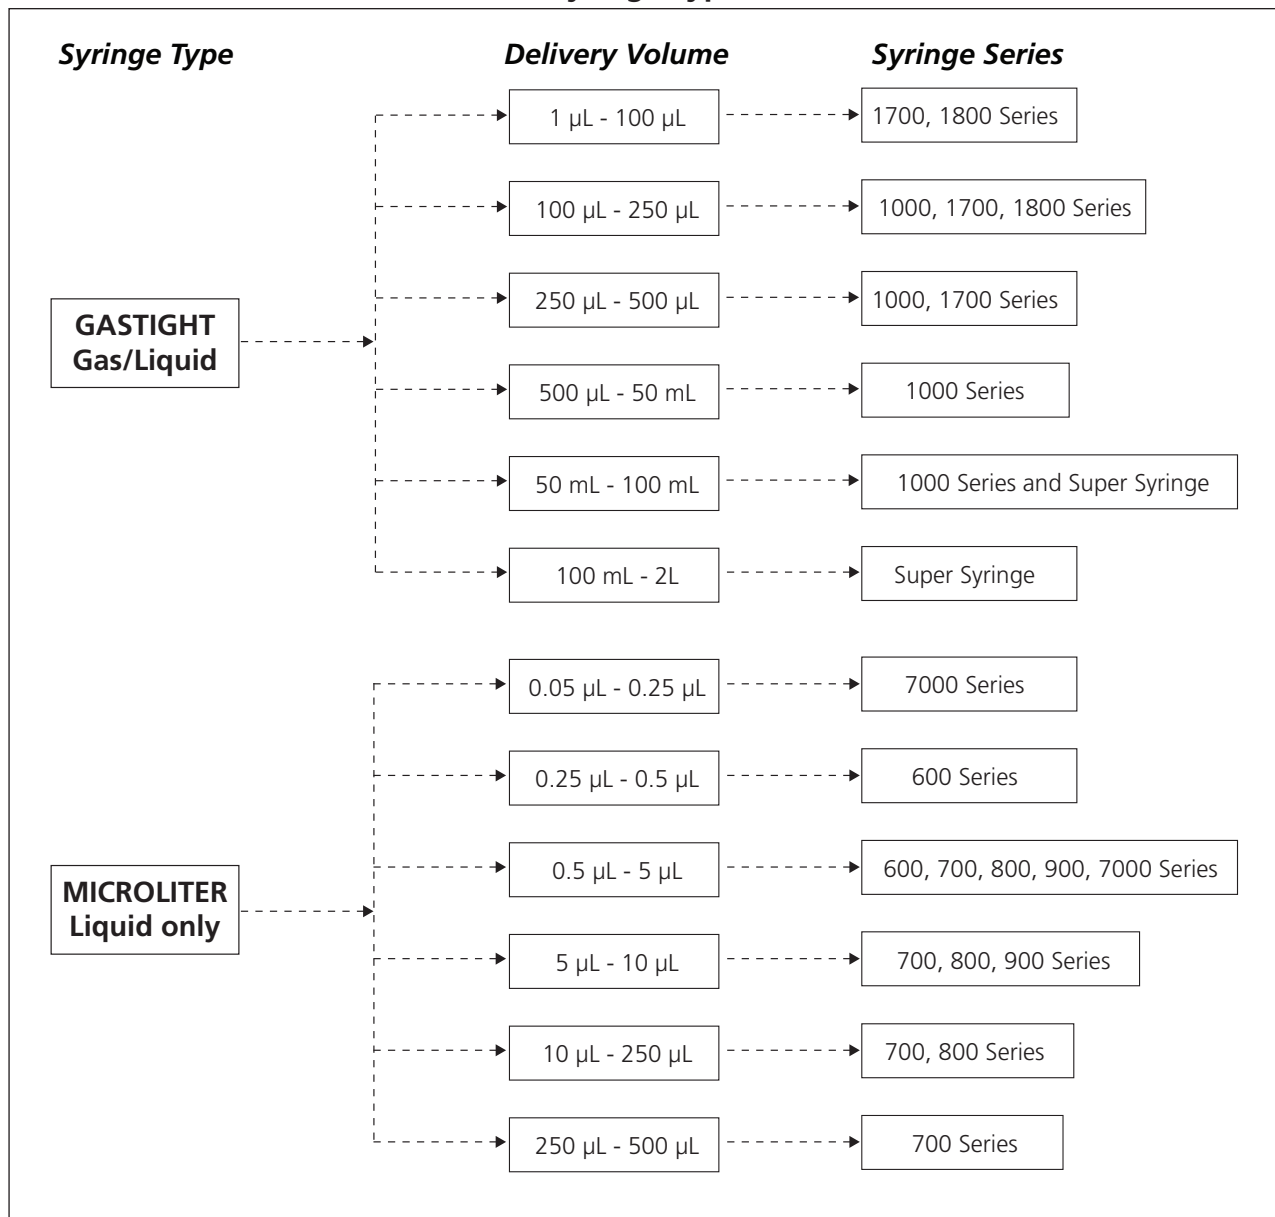 Syringe Type Delivery Volume Syringe Series
1 µL - 100 µL 1700, 1800 Series
100 µL - 250 µL 1000, 1700, 1800 Series
250 µL - 500 µL 1000, 1700 Series
GASTIGHT
Gas/Liquid
500 µL - 50 mL 1000 Series
50 mL - 100 mL 1000 Series and Super Syringe
100 mL - 2L Super Syringe
0.05 µL - 0.25 µL 7000 Series
0.25 µL - 0.5 µL 600 Series
0.5 µL - 5 µL 600, 700, 800, 900, 7000 Series
MICROLITER
Liquid only
5 µL - 10 µL 700, 800, 900 Series
10 µL - 250 µL 700, 800 Series
250 µL - 500 µL 700 Series